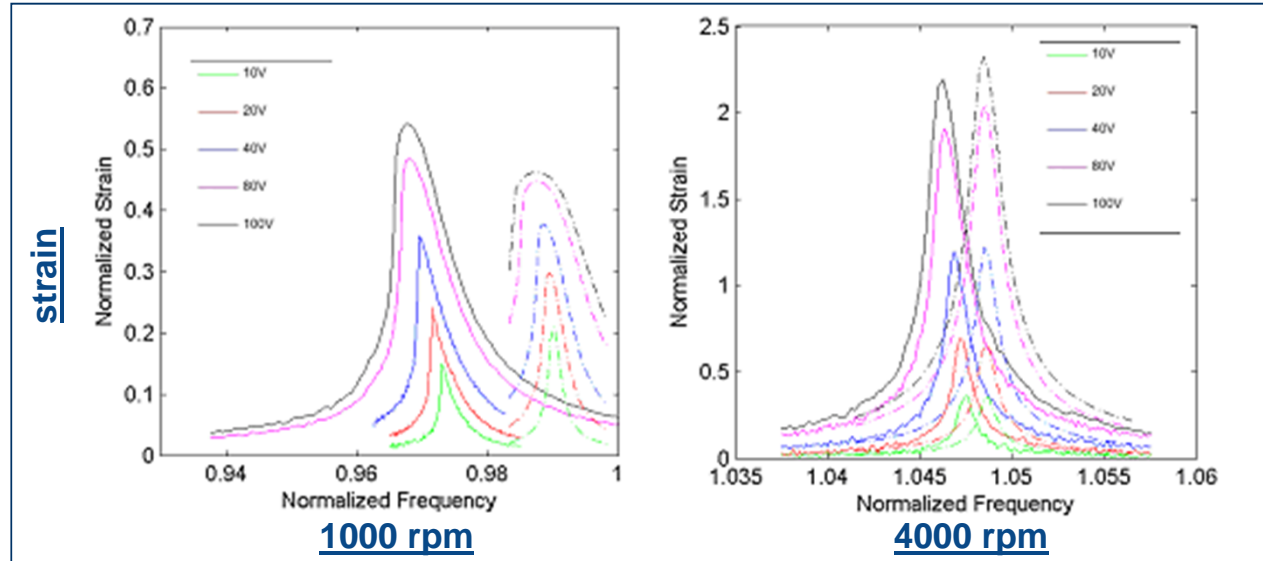 strain
Normalized Strain
0.7
0.6
0.5
0.4
0.3
0.2
0.1
0
10V
20V
40V
80V
100V
0.94
0.96
0.98
1
Normalized Frequency
1000 rpm
Normalized Strain
2.5
2
1.5
1
0.5
0
10V
20V
40V
80V
100V
1.035
1.04
1.045
1.05
1.055
1.06
Normalized Frequency
4000 rpm